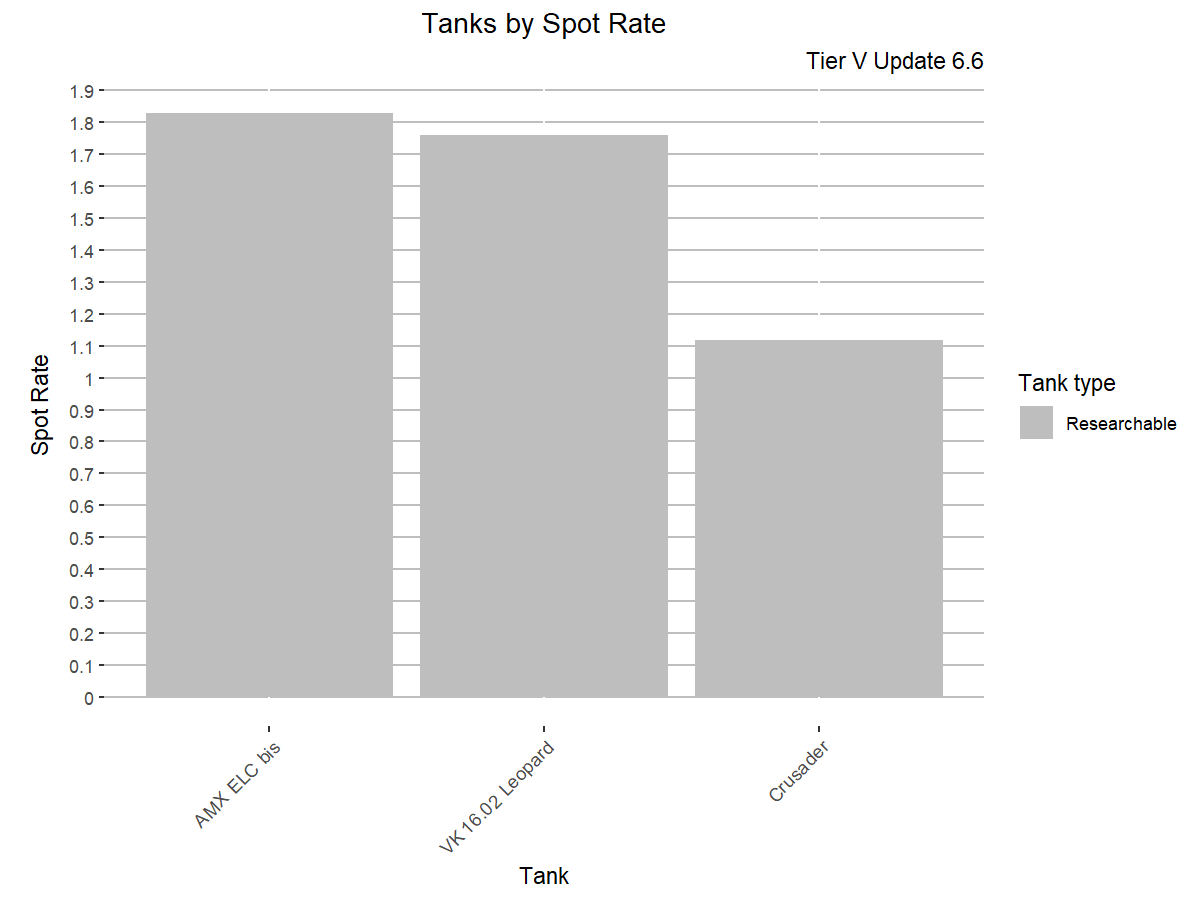 Tanks by Spot Rate
Tier V Update 6.6
1.9
1.8
1.7
1.6
1.5
1.4
1.3
1.2
1.1
1
0.9
0.8
0.7
0.6
0.5
0.4
0.3
0.2
0.1
0
Spot Rate
AMX ELC bis
VK 16.02 Leopard
Crusader
Tank
Tank type
Researchable